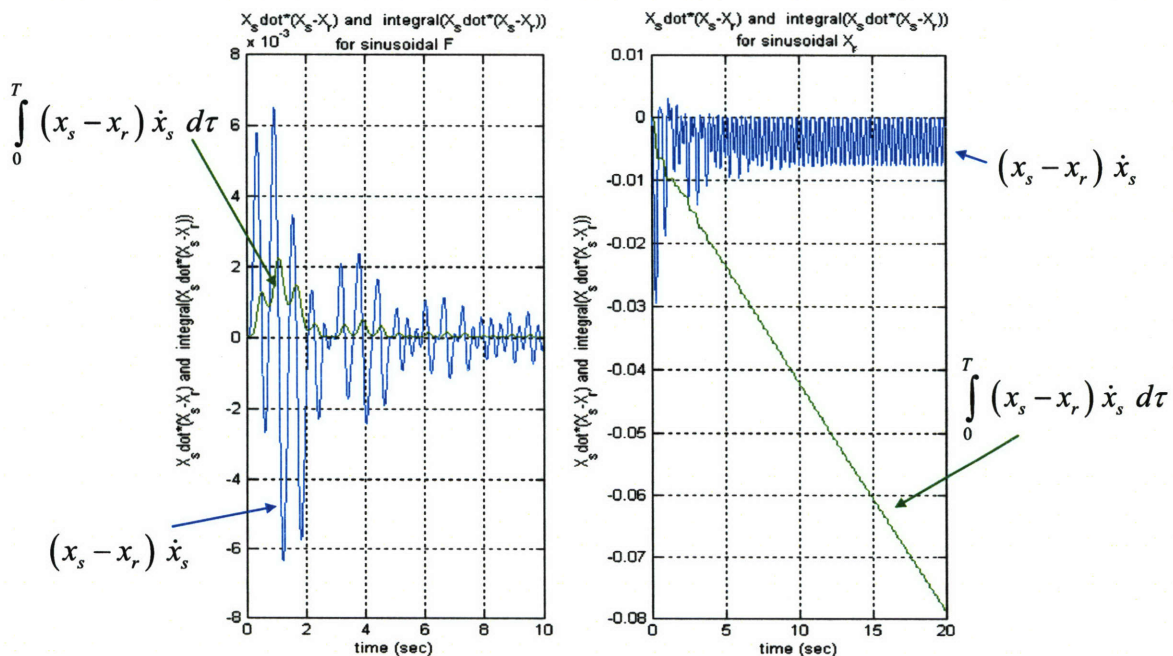 X_s dot*(X_s-X_r) and integral(X_s dot*(X_s-X_r))
x 10^-3 for sinusoidal F
8
6
4
2
0
-2
-4
-6
-8
0 2 4 6 8 10
time (sec)
X_s dot*(X_s-X_r) and integral(X_s dot*(X_s-X_r))
∫_0^T (x_s − x_r) ẋ_s dτ
(x_s − x_r) ẋ_s
X_s dot*(X_s-X_r) and integral(X_s dot*(X_s-X_r))
for sinusoidal X_r
0.01
0
-0.01
-0.02
-0.03
-0.04
-0.05
-0.06
-0.07
-0.08
0 5 10 15 20
time (sec)
X_s dot*(X_s-X_r) and integral(X_s dot*(X_s-X_r))
(x_s − x_r) ẋ_s
∫_0^T (x_s − x_r) ẋ_s dτ